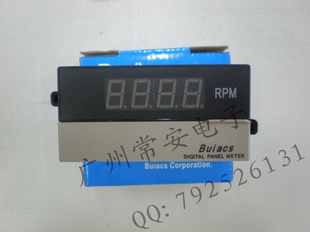 8.8.8.8
RPM
Buiacs
DIGITAL PANEL METER
Buiacs Corporation.
广州常安电子
QQ: 792526131